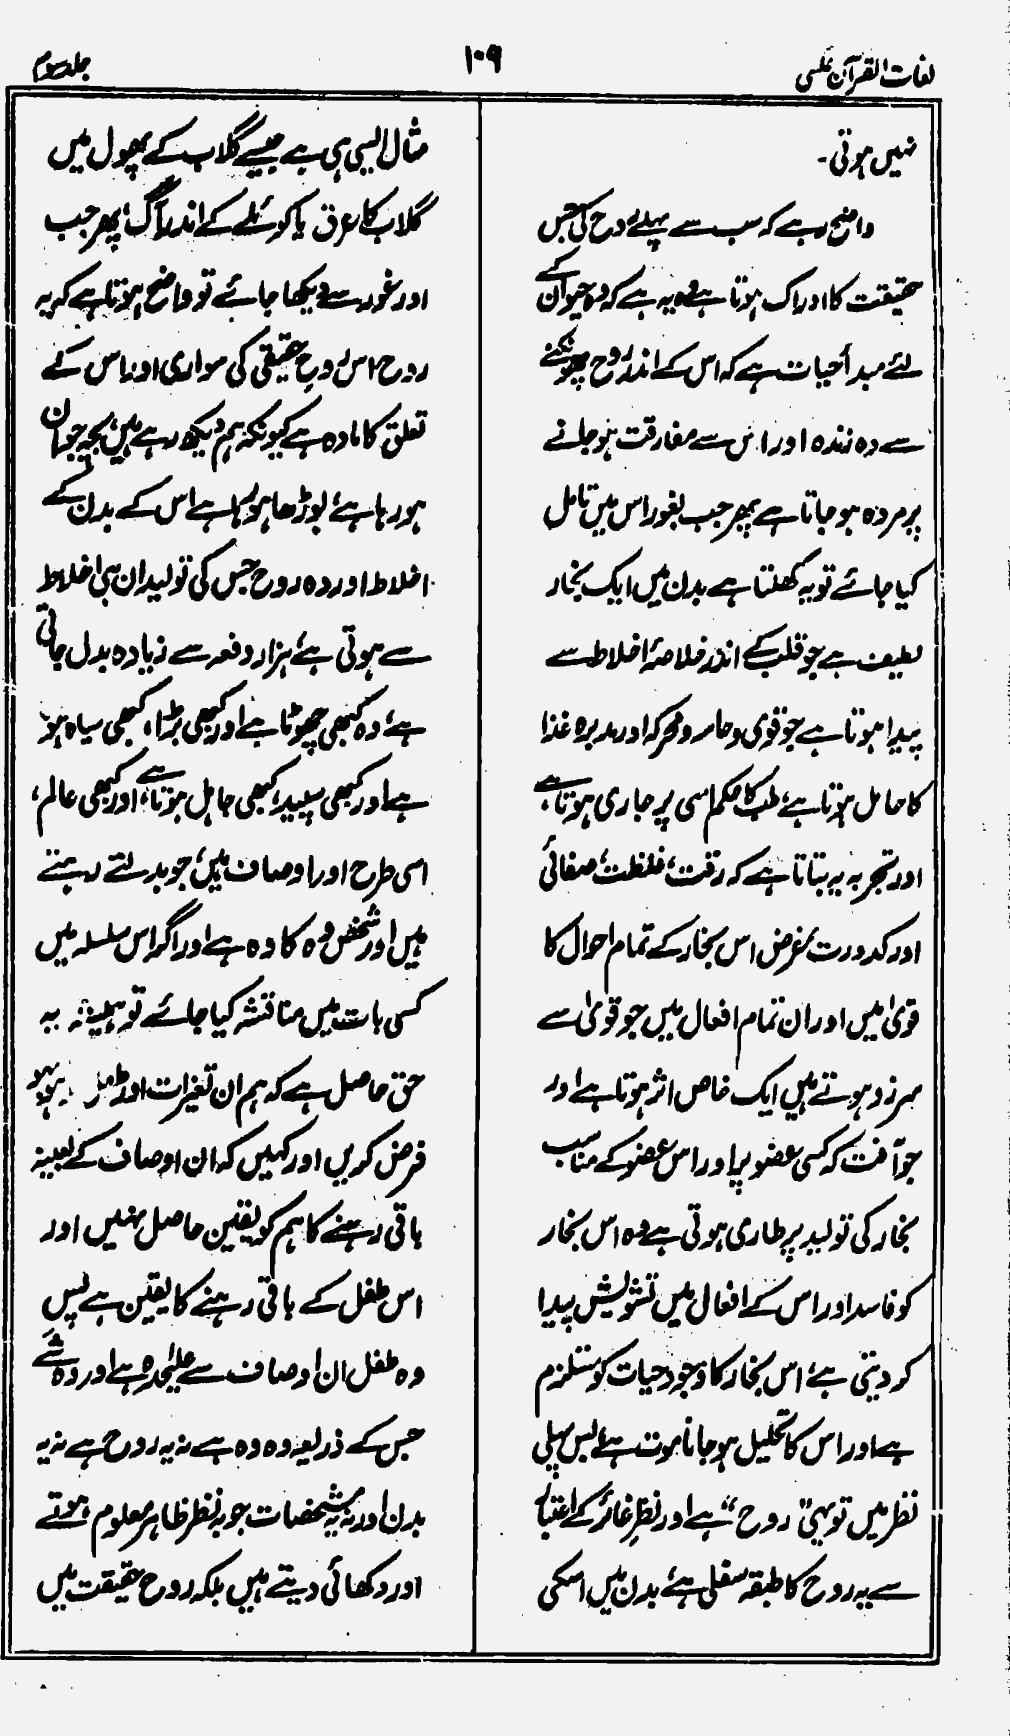 لغات القرآن عکسی
۱۰۹
جلد سوم
نہیں ہوتی۔
واضح رہے کہ سب سے پہلے روح کی جس
حقیقت کا ادراک ہوتا ہے وہ یہ ہے کہ وہ حیوان کے
لئے مبدأ حیات ہے کہ اس کے اندر روح پھونکنے
سے وہ زندہ اور اس سے مفارقت ہو جانے
پر مردہ ہو جاتا ہے پھر جب بغور اس میں تامل
کیا جائے تو یہ کھلتا ہے بدن میں ایک بخار
لطیف ہے جو قلب کے اندر خلاصۂ اخلاط سے
پیدا ہوتا ہے جو قویٰ وحاسہ ومحرکہ اور مدبرہ غذا
کا حامل ہوتا ہے، طب کا حکم اسی پر جاری ہوتا ہے،
اور تجربہ یہ بتاتا ہے کہ رقت، غلظت، صفائی
اور کدورت بغرض اس بخار کے تمام احوال کا
قویٰ میں اور ان تمام افعال میں جو قویٰ سے
سرزد ہوتے ہیں ایک خاص اثر ہوتا ہے اور
جو آفت کہ کسی عضو پر اور اس عضو کے مناسب
بخار کی تولید پر طاری ہوتی ہے وہ اس بخار
کو فاسد اور اس کے افعال میں تشویش پیدا
کر دیتی ہے، اس بخار کا وجود حیات کو مستلزم
ہے اور اس کا تحلیل ہو جانا موت ہے، پس پہلی
نظر میں تو یہی "روح" ہے اور نظر غائر کے اعتبار
سے یہ روح کا طبقہ سفلی ہے، بدن میں اسکی
مثال ایسی ہی ہے جیسے گلاب کے پھول میں
گلاب کا عرق یا کوئلے کے اندر آگ، پھر جب
اور غور سے دیکھا جائے تو واضح ہوتا ہے کہ یہ
روح اس روح حقیقی کی سواری اور اس کے
تعلق کا مادہ ہے کیونکہ ہم دیکھ رہے ہیں، بچہ جوان
ہو رہا ہے، بوڑھا ہو رہا ہے اس کے بدن کے
اخلاط اور وہ روح جس کی تولید ان ہی اخلاط
سے ہوتی ہے، ہزار دفعہ سے زیادہ بدل جاتی
ہے، وہ کبھی چھوٹا ہے اور کبھی بڑا، کبھی سیاہ ہو
ہے اور کبھی سپید، کبھی جاہل ہوتا ہے، اور کبھی عالم،
اسی طرح اور اوصاف ہیں، جو بدلتے رہتے
ہیں اور شخص وہ کا وہ ہے اور اگر اس سلسلہ میں
کسی بات میں مناقشہ کیا جائے تو ہمیشہ یہ
حق حاصل ہے کہ ہم ان تغیرات اور
فرض کریں اور کہیں کہ ان اوصاف کے بعینہ
باقی رہنے کا ہم کو یقین حاصل نہیں اور
اس طفل کے باقی رہنے کا یقین ہے پس
وہ طفل ان اوصاف سے علیٰحدہ ہے اور وہ شے
جس کے ذریعہ وہ وہ ہے نہ یہ روح ہے نہ یہ
بدن اور نہ یہ مشخصات جو بہ نظر ظاہر معلوم ہوتے
اور دکھائی دیتے ہیں بلکہ روح حقیقت میں